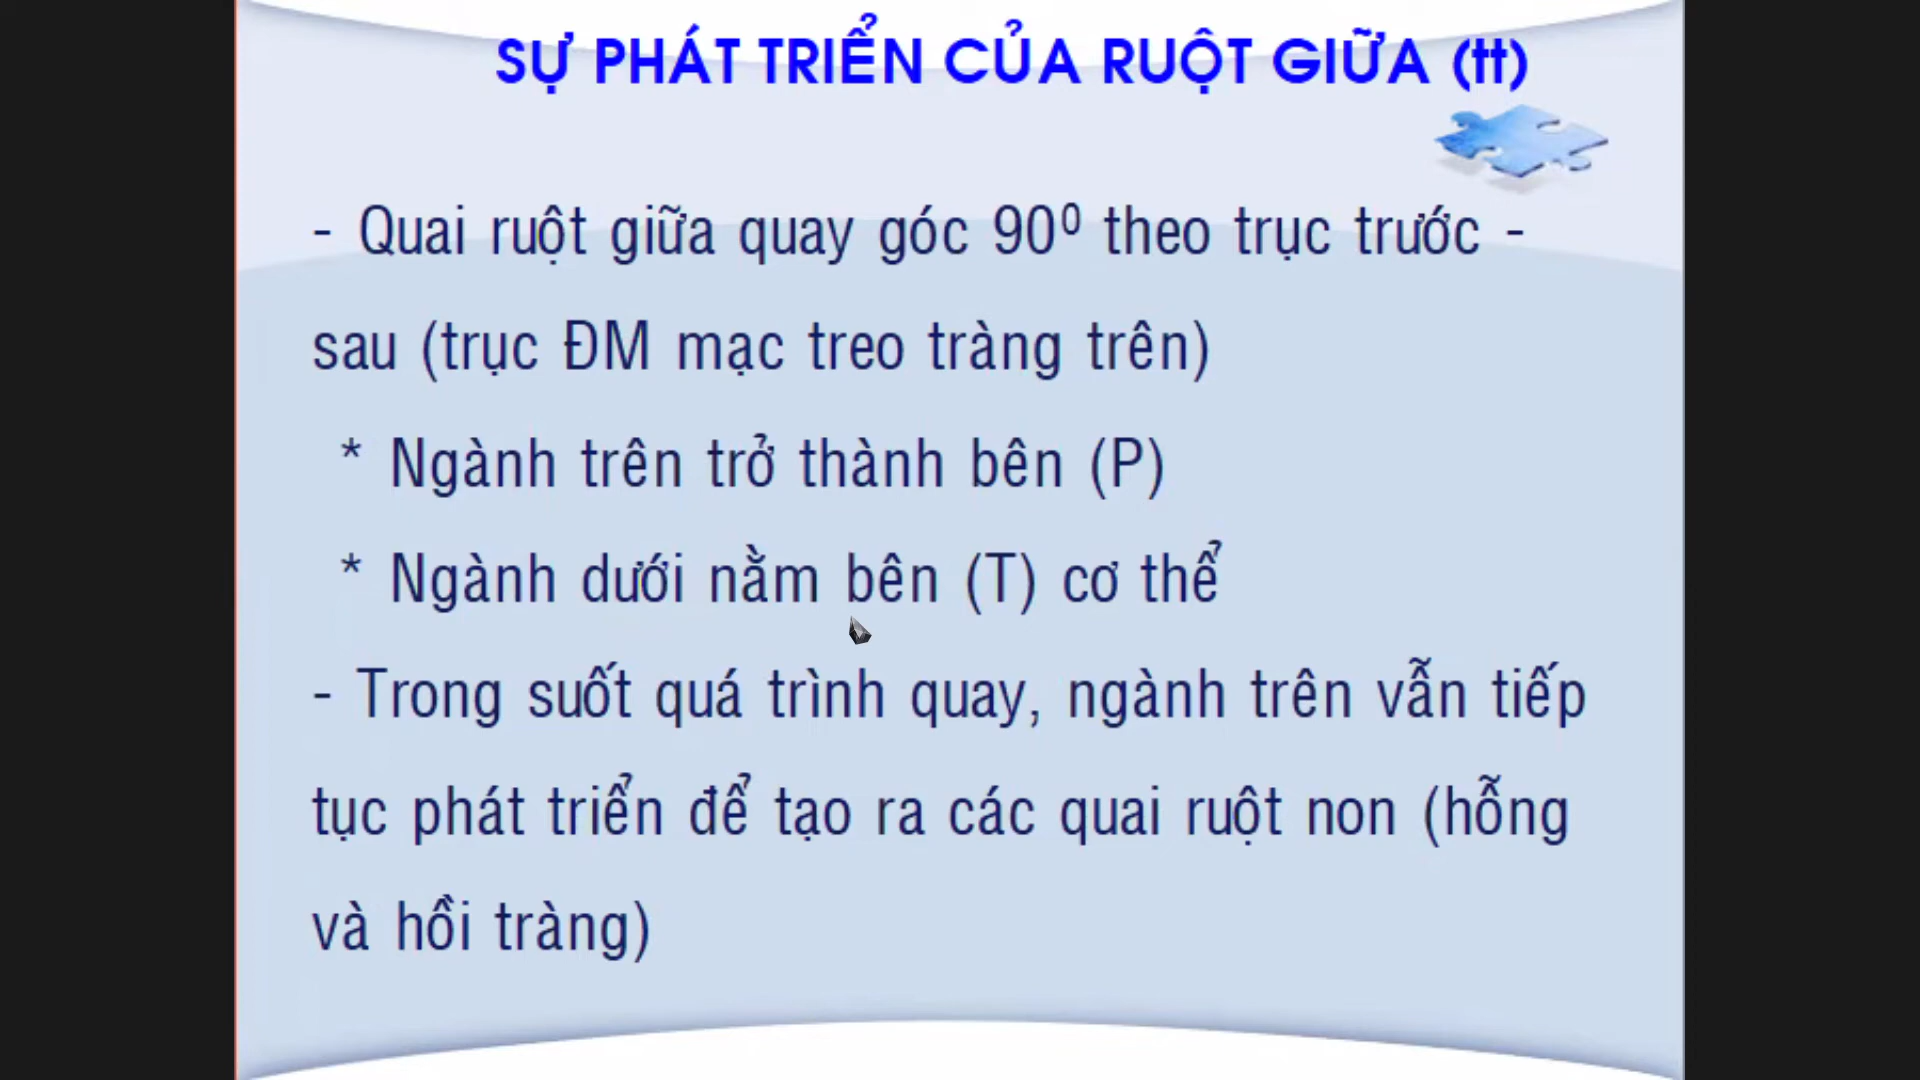 SỰ PHÁT TRIỂN CỦA RUỘT GIỮA (tt)
- Quai ruột giữa quay góc 90⁰ theo trục trước -
sau (trục ĐM mạc treo tràng trên)
* Ngành trên trở thành bên (P)
* Ngành dưới nằm bên (T) cơ thể
- Trong suốt quá trình quay, ngành trên vẫn tiếp
tục phát triển để tạo ra các quai ruột non (hỗng
và hồi tràng)